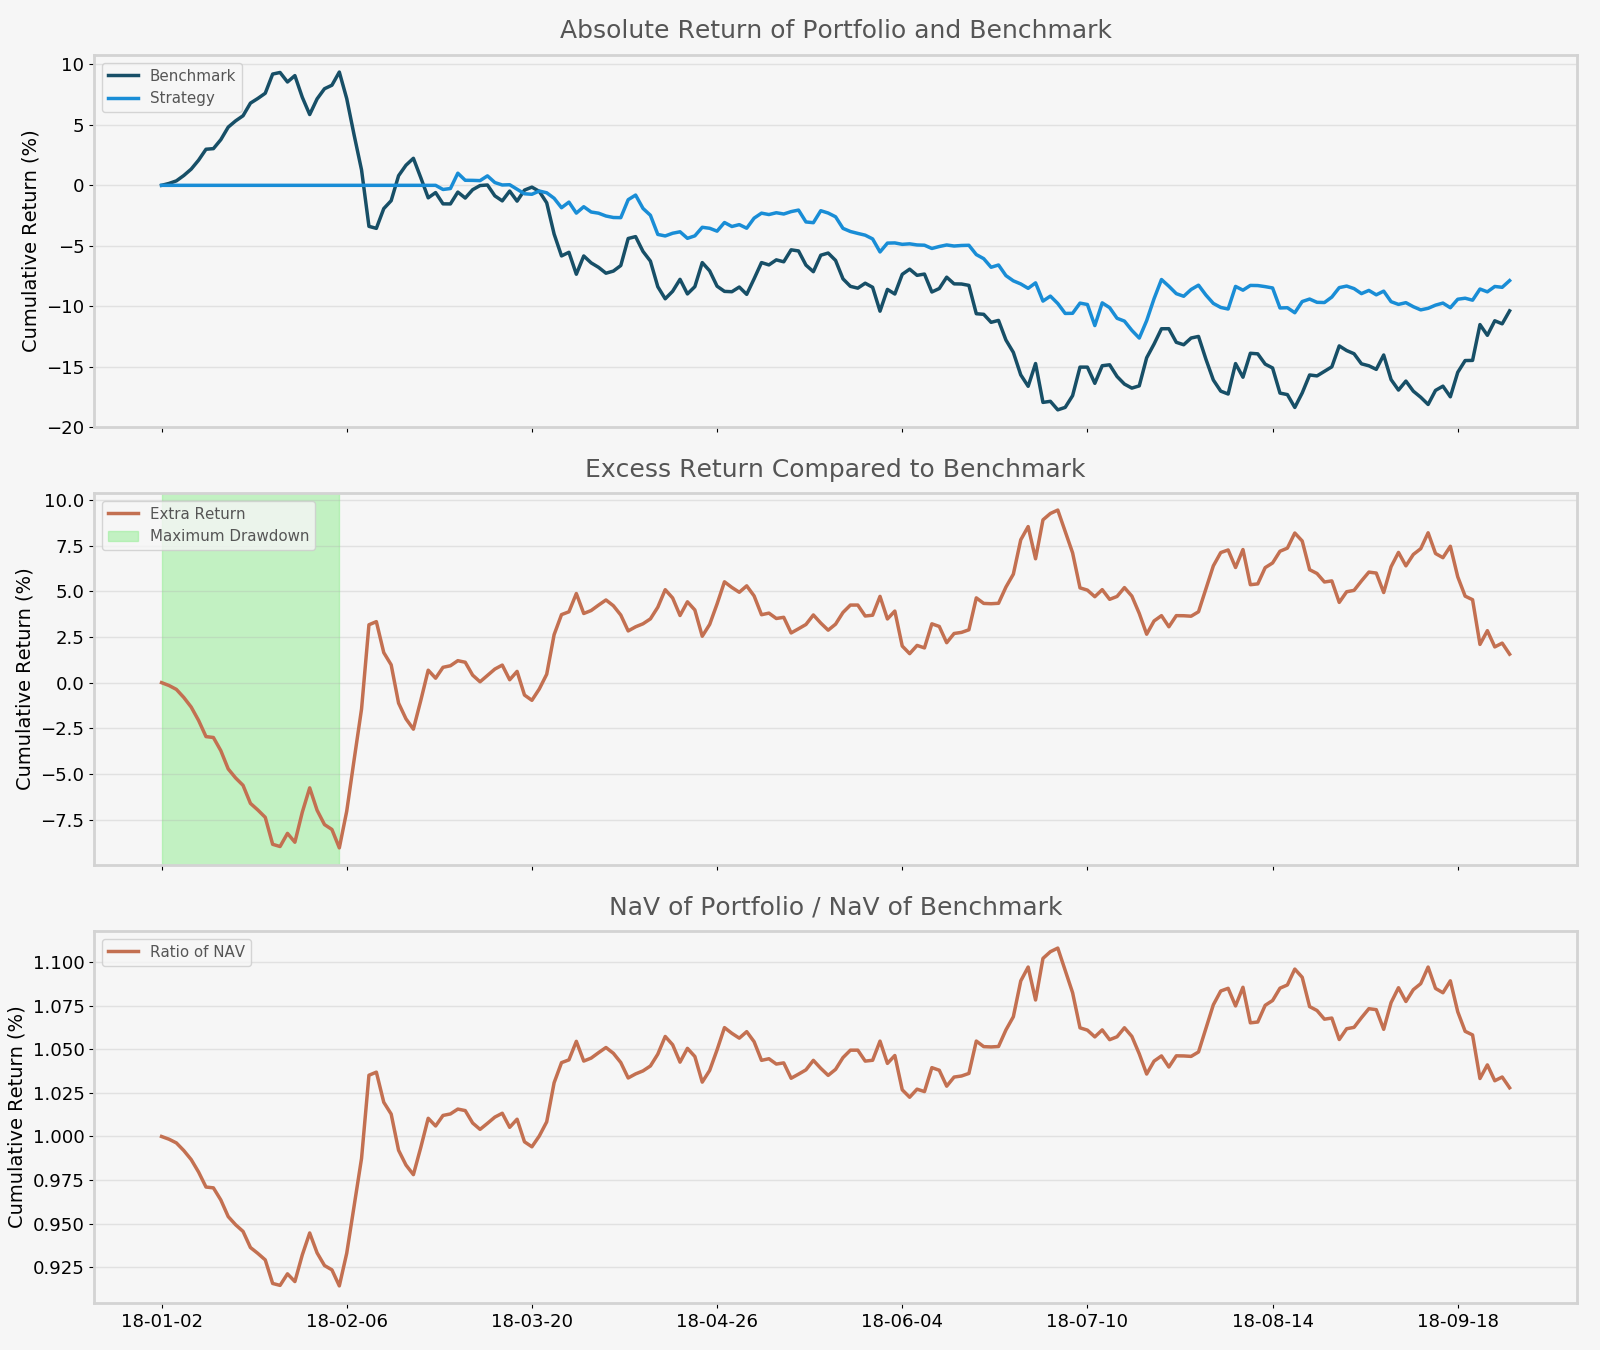 Absolute Return of Portfolio and Benchmark
Cumulative Return (%)
10
5
0
−5
−10
−15
−20
Benchmark
Strategy
Excess Return Compared to Benchmark
Cumulative Return (%)
10.0
7.5
5.0
2.5
0.0
−2.5
−5.0
−7.5
Extra Return
Maximum Drawdown
NaV of Portfolio / NaV of Benchmark
Cumulative Return (%)
1.100
1.075
1.050
1.025
1.000
0.975
0.950
0.925
Ratio of NAV
18-01-02 18-02-06 18-03-20 18-04-26 18-06-04 18-07-10 18-08-14 18-09-18